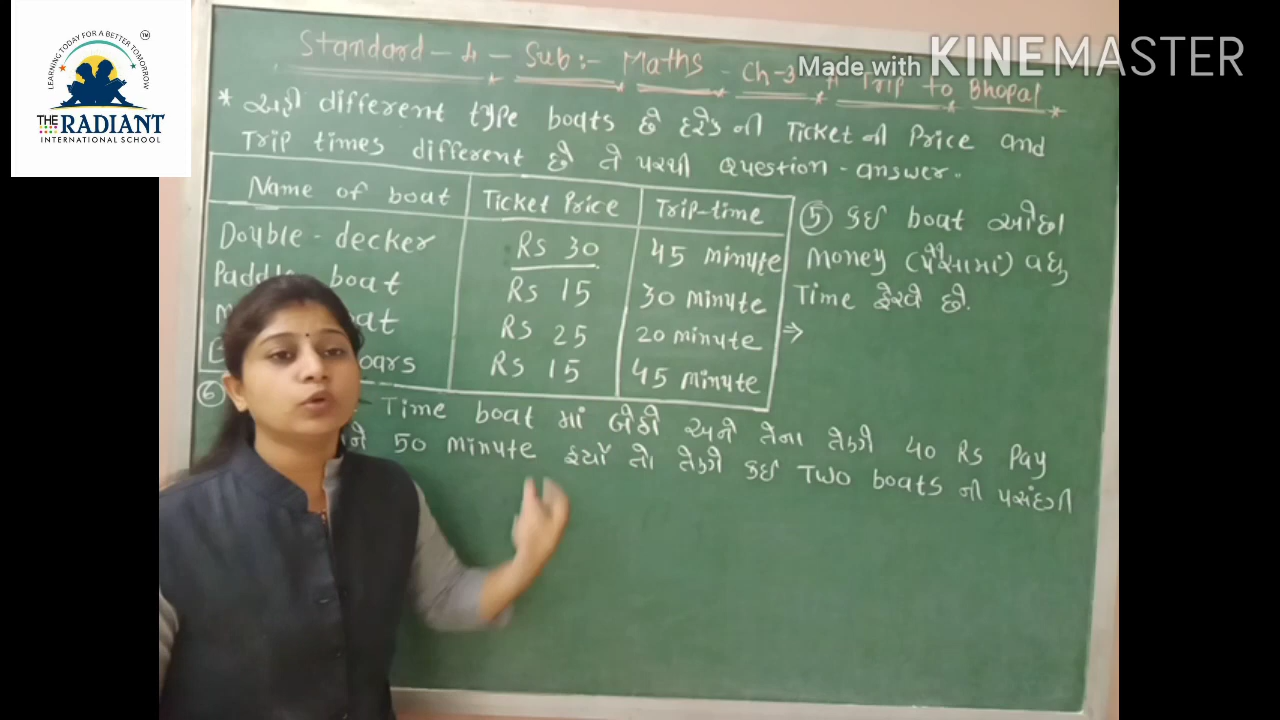 LEARNING TODAY FOR A BETTER TOMORROW
TM
THE RADIANT
INTERNATIONAL SCHOOL
Made with KINEMASTER
Standard - 4 - Sub:- Maths - Ch-3 A Trip to Bhopal
* અહી different type boats છે દરેક ની Ticket ની Price and
Trip times different છે તે પરથી Question - answer.
Name of boat Ticket Price Trip-time
Double - decker Rs 30 45 minute
Paddle boat Rs 15 30 minute
Rs 25 20 minute
oars Rs 15 45 minute
⑤ કઈ boat ઓછા
money (પૈસામાં) વધુ
Time ફેરવે છે.
⇒
⑥ Time boat માં બેઠી અને તેના તેણે 40 Rs Pay
50 minute ફર્યા તો તેણે કઈ Two boats ની પસંદગી